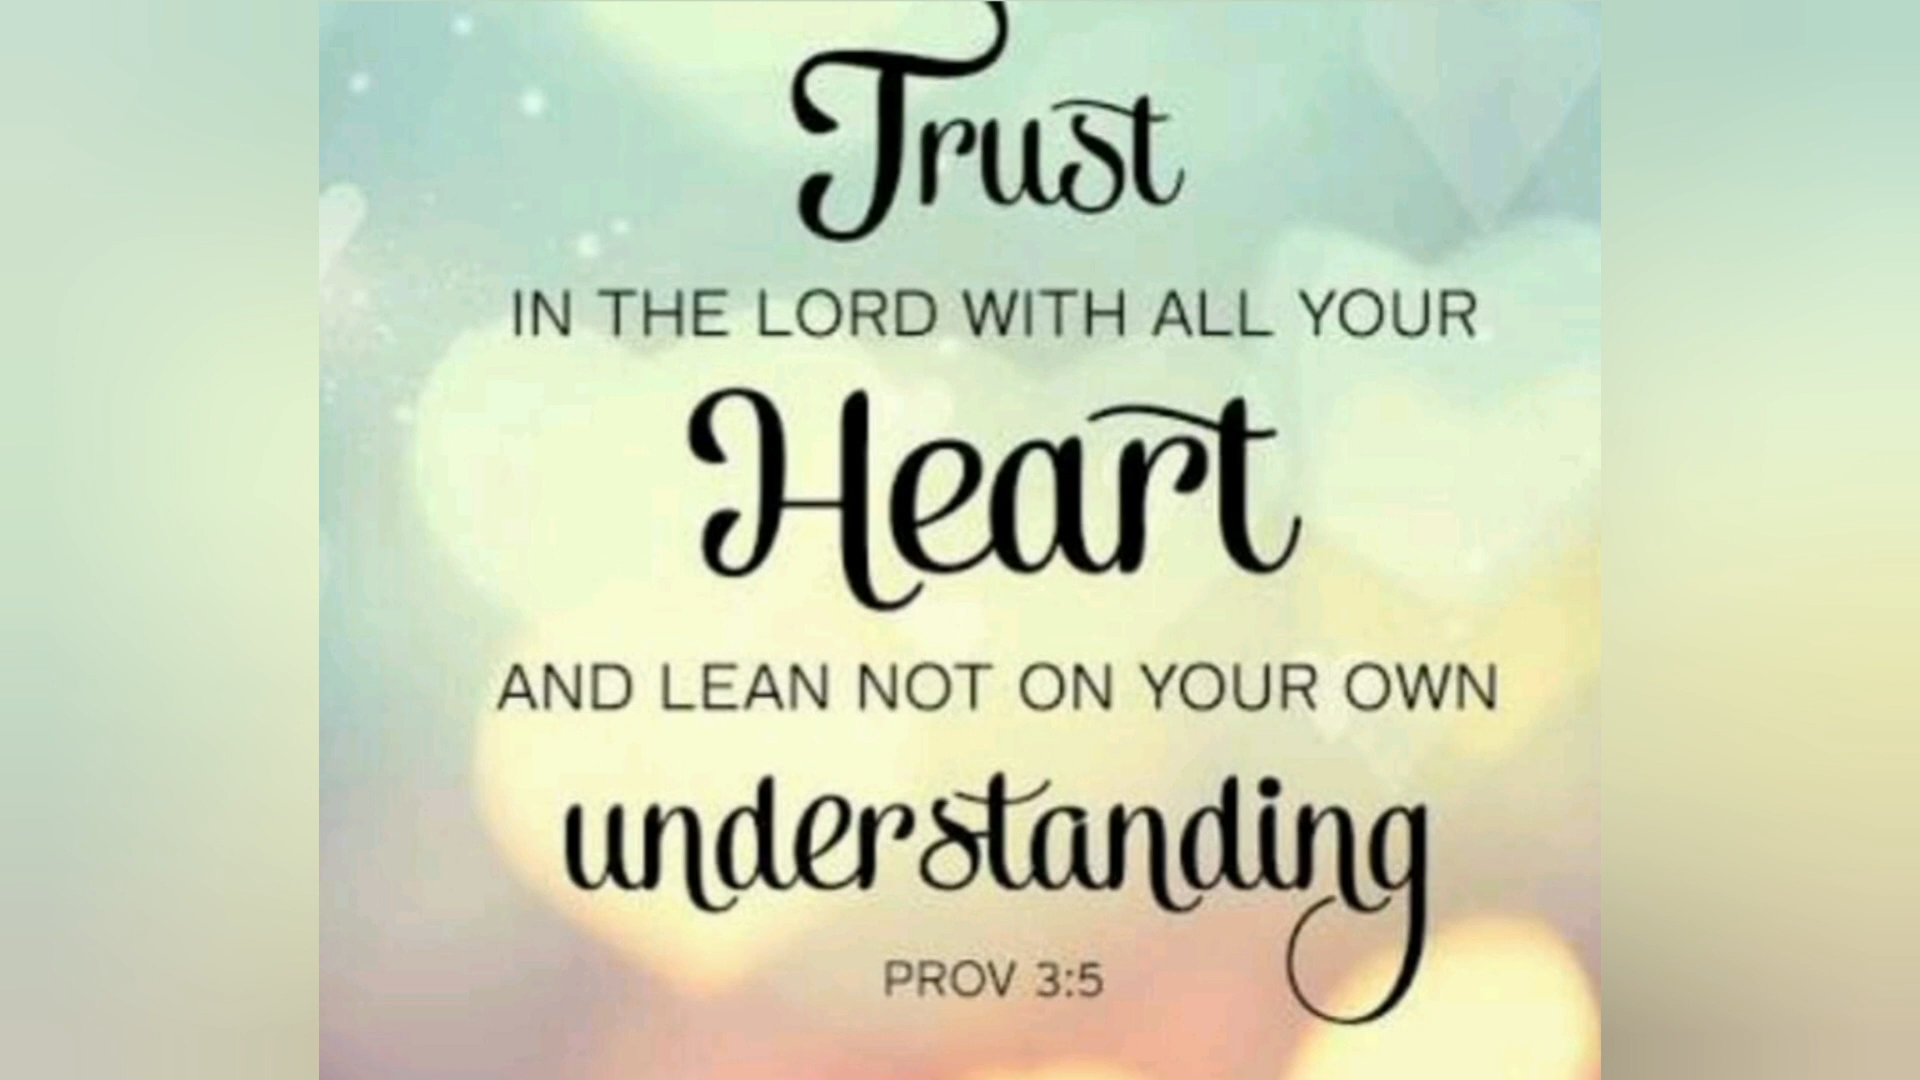 Trust
IN THE LORD WITH ALL YOUR
Heart
AND LEAN NOT ON YOUR OWN
understanding
PROV 3:5